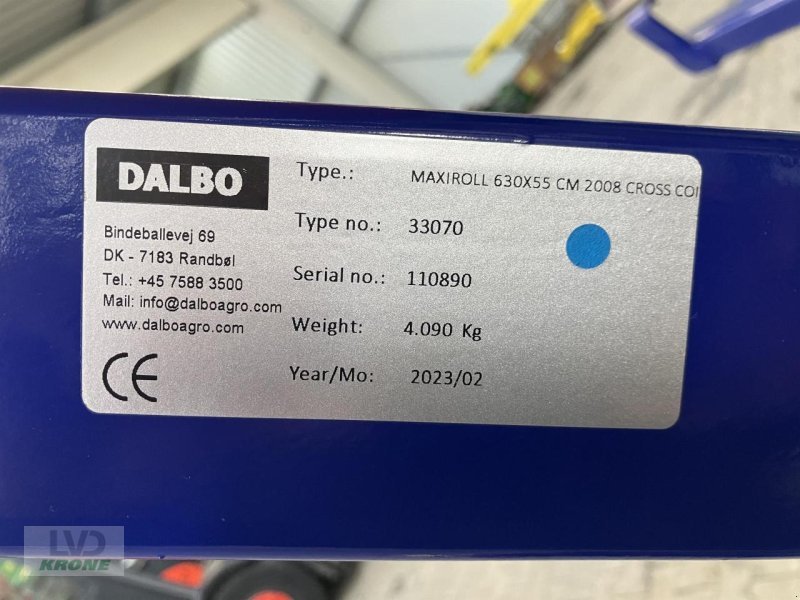 DALBO
Bindeballevej 69
DK - 7183 Randbøl
Tel.: +45 7588 3500
Mail: info@dalboagro.com
www.dalboagro.com
CE
Type.: MAXIROLL 630X55 CM 2008 CROSS COI
Type no.: 33070
Serial no.: 110890
Weight: 4.090 Kg
Year/Mo: 2023/02
LVD
KRONE